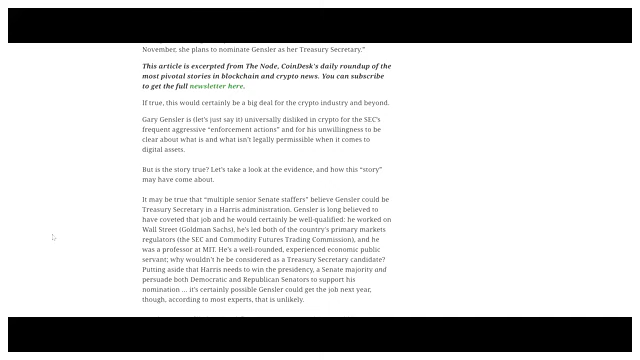 November, she plans to nominate Gensler as her Treasury Secretary."
This article is excerpted from The Node, CoinDesk's daily roundup of the
most pivotal stories in blockchain and crypto news. You can subscribe
to get the full newsletter here.
If true, this would certainly be a big deal for the crypto industry and beyond.
Gary Gensler is (let's just say it) universally disliked in crypto for the SEC's
frequent aggressive "enforcement actions" and for his unwillingness to be
clear about what is and what isn't legally permissible when it comes to
digital assets.
But is the story true? Let's take a look at the evidence, and how this "story"
may have come about.
It may be true that "multiple senior Senate staffers" believe Gensler could be
Treasury Secretary in a Harris administration. Gensler is long believed to
have coveted that job and he would certainly be well-qualified: he worked on
Wall Street (Goldman Sachs), he's led both of the country's primary markets
regulators (the SEC and Commodity Futures Trading Commission), and he
was a professor at MIT. He's a well-rounded, experienced economic public
servant; why wouldn't he be considered as a Treasury Secretary candidate?
Putting aside that Harris needs to win the presidency, a Senate majority and
persuade both Democratic and Republican Senators to support his
nomination ... it's certainly possible Gensler could get the job next year,
though, according to most experts, that is unlikely.